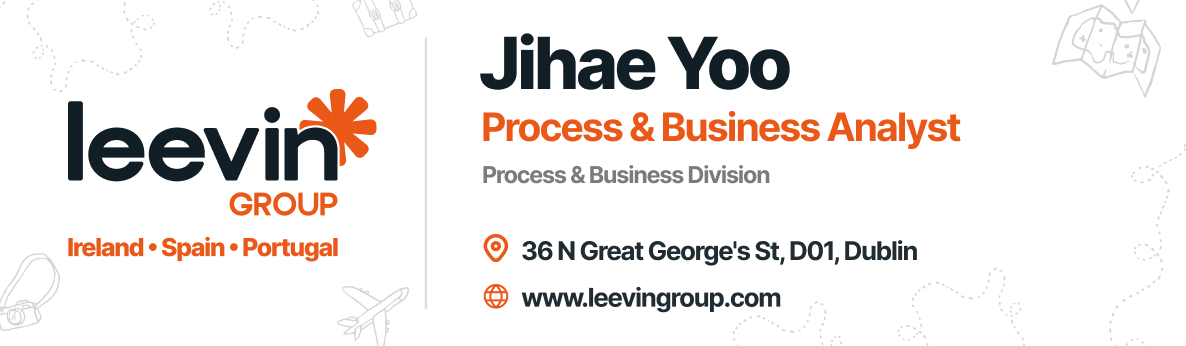 leevin
GROUP
Ireland • Spain • Portugal
Jihae Yoo
Process & Business Analyst
Process & Business Division
36 N Great George's St, D01, Dublin
www.leevingroup.com